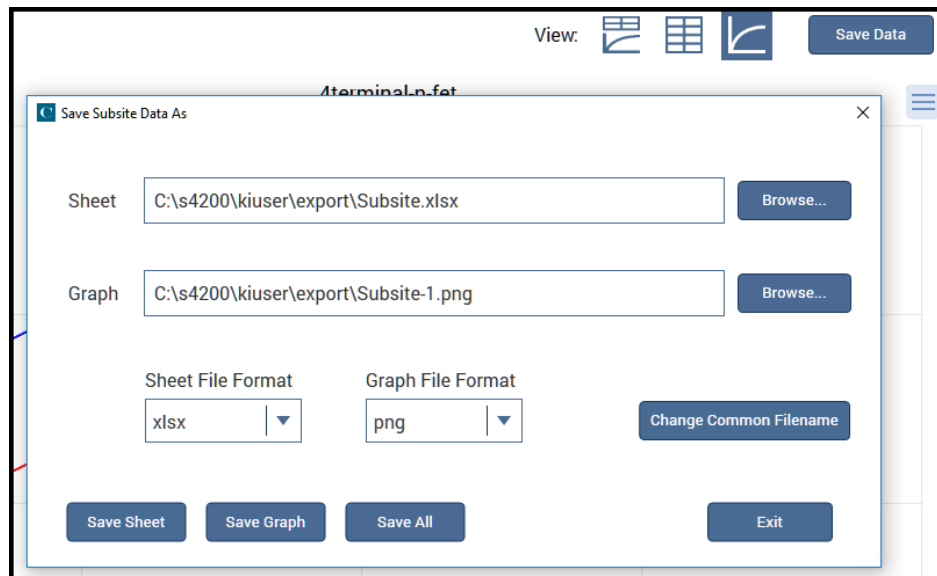 View:
Save Data
4terminal-n-fet
C Save Subsite Data As
Sheet
C:\s4200\kiuser\export\Subsite.xlsx
Browse...
Graph
C:\s4200\kiuser\export\Subsite-1.png
Browse...
Sheet File Format
Graph File Format
xlsx
png
Change Common Filename
Save Sheet
Save Graph
Save All
Exit